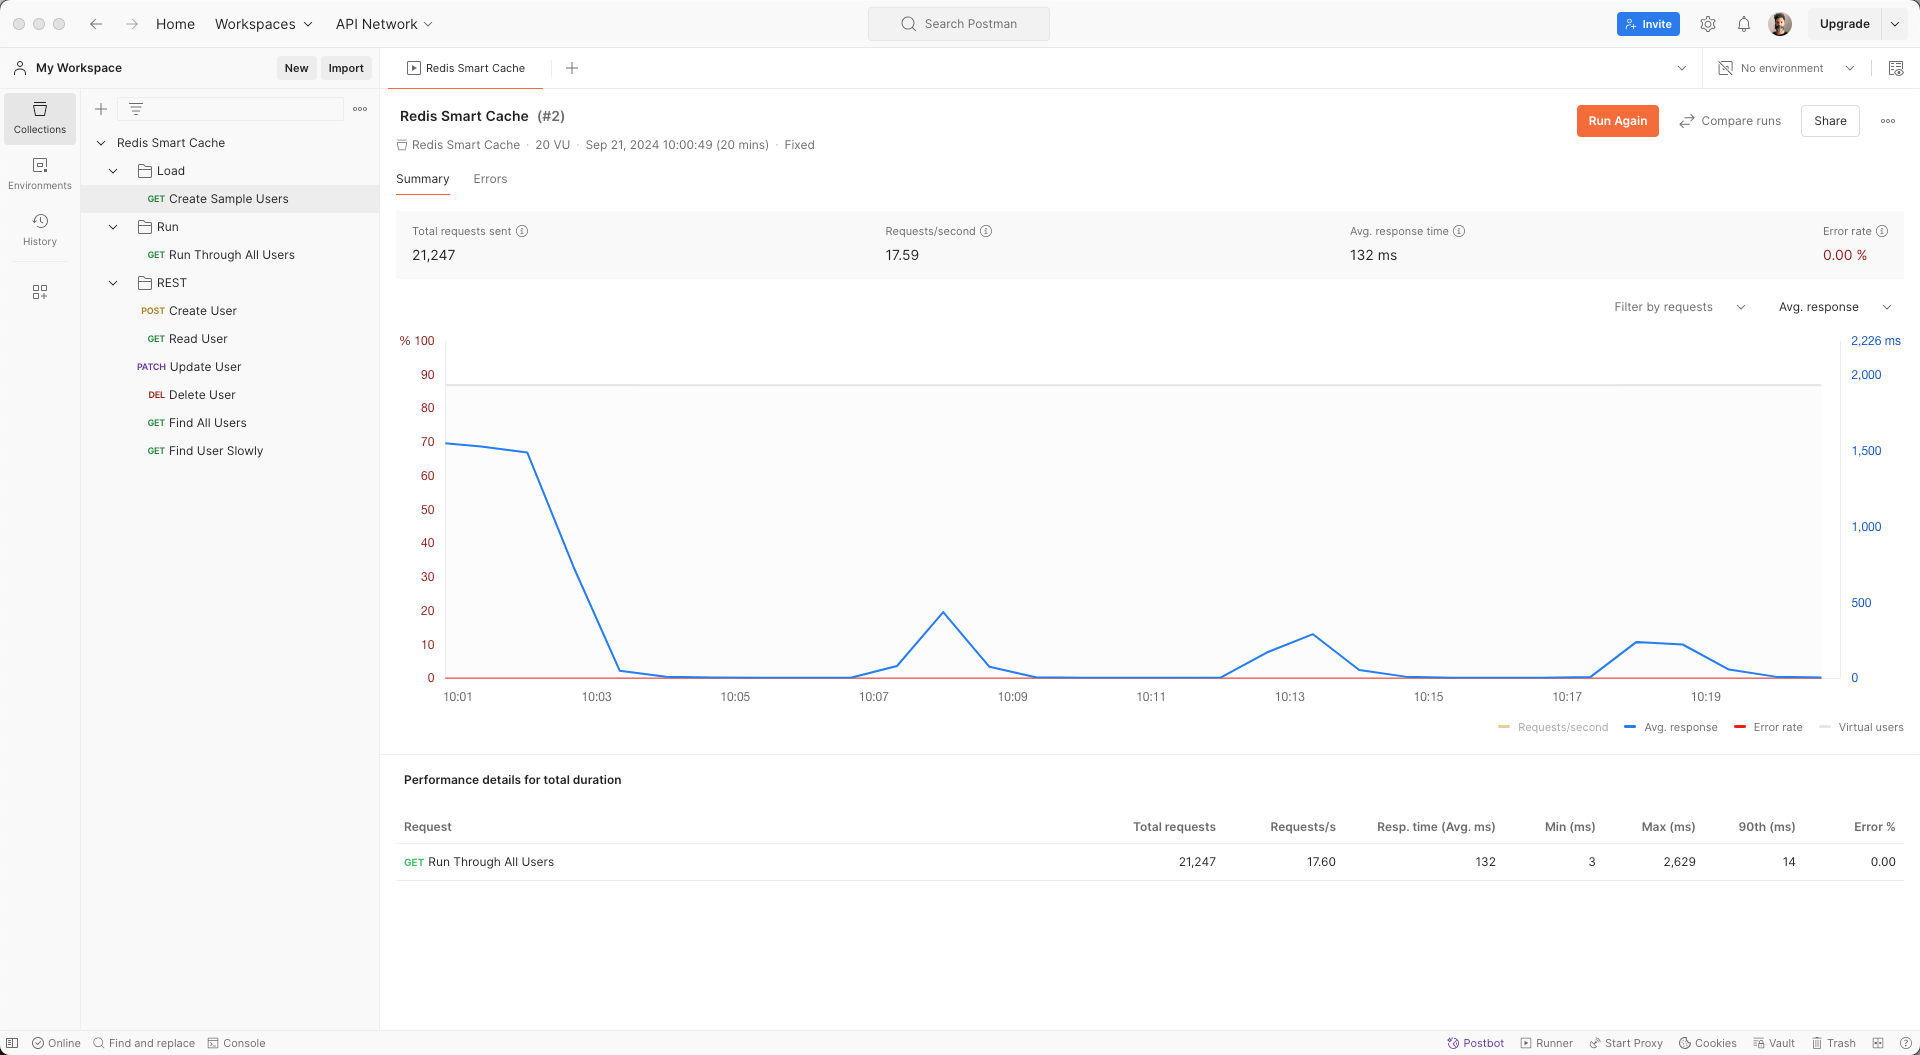 Home Workspaces API Network Search Postman Invite Upgrade
My Workspace New Import Redis Smart Cache No environment
Collections
Environments
History
Redis Smart Cache
Load
GET Create Sample Users
Run
GET Run Through All Users
REST
POST Create User
GET Read User
PATCH Update User
DEL Delete User
GET Find All Users
GET Find User Slowly
Redis Smart Cache (#2)
Run Again Compare runs Share
Redis Smart Cache · 20 VU · Sep 21, 2024 10:00:49 (20 mins) · Fixed
Summary Errors
Total requests sent Requests/second Avg. response time Error rate
21,247 17.59 132 ms 0.00 %
Filter by requests Avg. response
% 100 2,226 ms
90 2,000
80
70 1,500
60
50 1,000
40
30
20 500
10
0 0
10:01 10:03 10:05 10:07 10:09 10:11 10:13 10:15 10:17 10:19
Requests/second Avg. response Error rate Virtual users
Performance details for total duration
Request Total requests Requests/s Resp. time (Avg. ms) Min (ms) Max (ms) 90th (ms) Error %
GET Run Through All Users 21,247 17.60 132 3 2,629 14 0.00
Online Find and replace Console Postbot Runner Start Proxy Cookies Vault Trash